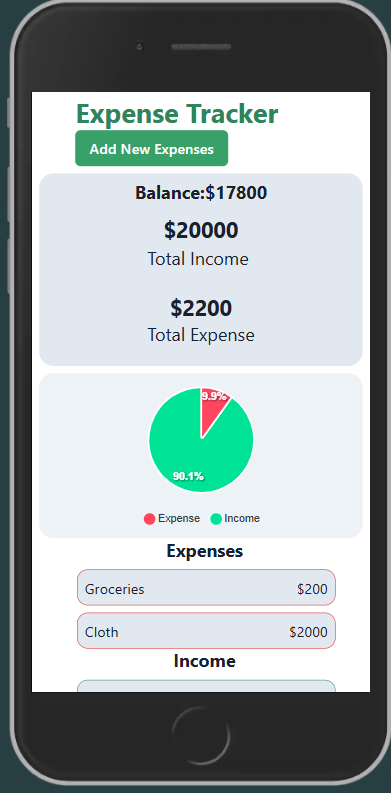 Expense Tracker
Add New Expenses
Balance:$17800
$20000
Total Income
$2200
Total Expense
9.9%
90.1%
Expense Income
Expenses
Groceries $200
Cloth $2000
Income